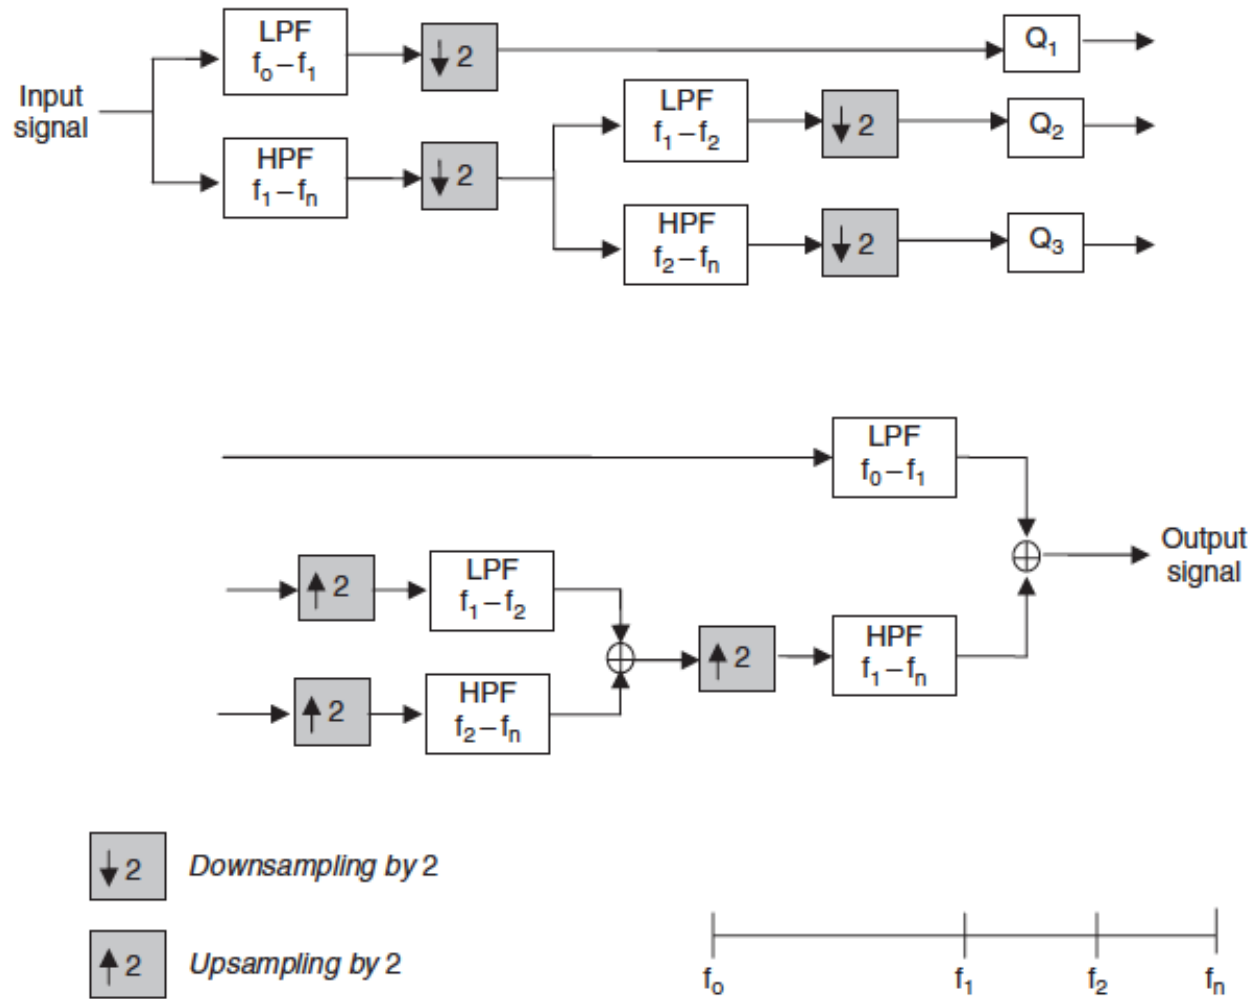 LPF
fₒ – f₁
↓ 2
Q₁
Input
signal
LPF
f₁ – f₂
↓ 2
Q₂
HPF
f₁ – fₙ
↓ 2
HPF
f₂ – fₙ
↓ 2
Q₃
LPF
f₀ – f₁
Output
signal
↑ 2
LPF
f₁ – f₂
↑ 2
HPF
f₁ – fₙ
↑ 2
HPF
f₂ – fₙ
↓ 2 Downsampling by 2
↑ 2 Upsampling by 2
fₒ f₁ f₂ fₙ